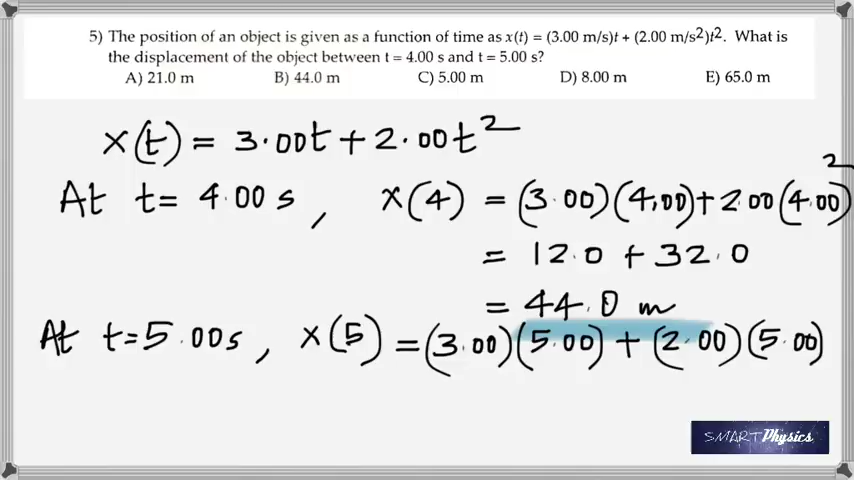 5) The position of an object is given as a function of time as x(t) = (3.00 m/s)t + (2.00 m/s²)t². What is
the displacement of the object between t = 4.00 s and t = 5.00 s?
A) 21.0 m B) 44.0 m C) 5.00 m D) 8.00 m E) 65.0 m
x(t) = 3.00t + 2.00t²
At t = 4.00 s , x(4) = (3.00)(4.00) + 2.00(4.00)²
= 12.0 + 32.0
= 44.0 m
At t = 5.00s , x(5) = (3.00)(5.00) + (2.00)(5.00)
SMART Physics